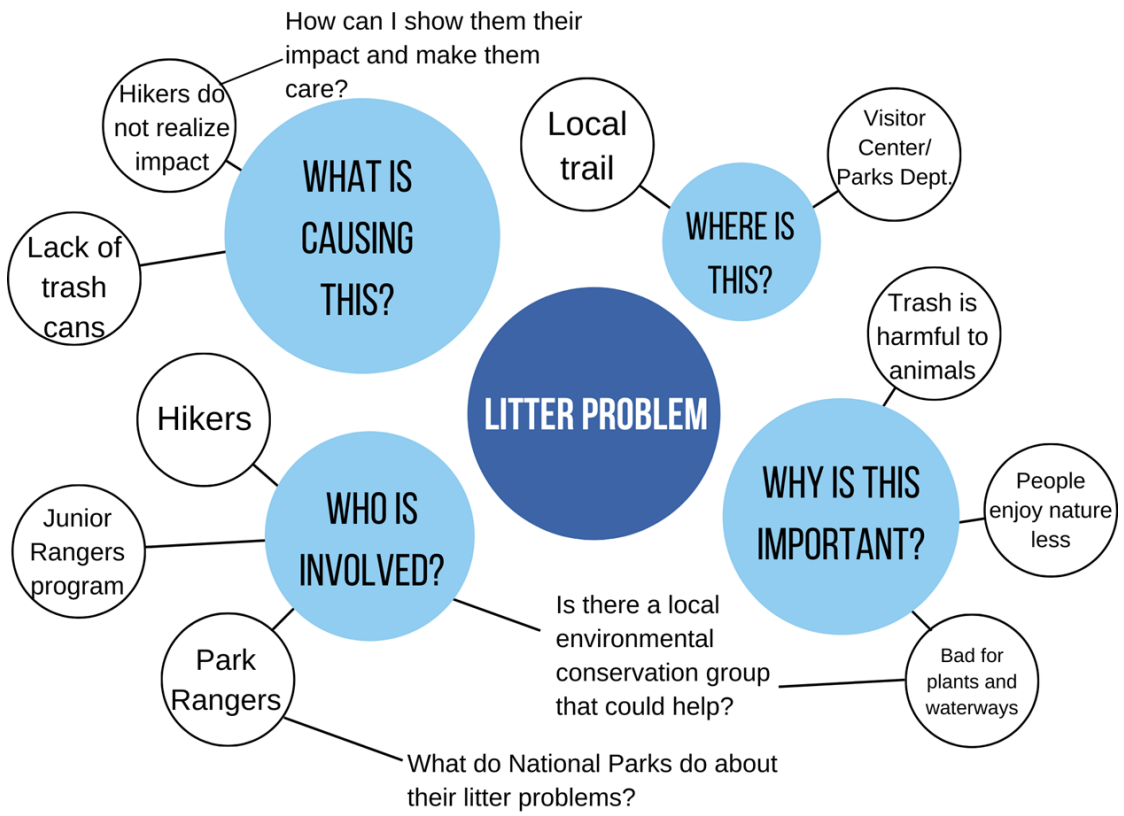 How can I show them their
impact and make them
care?
Hikers do
not realize
impact
WHAT IS
CAUSING
THIS?
Lack of
trash
cans
Local
trail
Visitor
Center/
Parks Dept.
WHERE IS
THIS?
LITTER PROBLEM
Trash is
harmful to
animals
WHY IS THIS
IMPORTANT?
People
enjoy nature
less
Bad for
plants and
waterways
Hikers
WHO IS
INVOLVED?
Junior
Rangers
program
Park
Rangers
Is there a local
environmental
conservation group
that could help?
What do National Parks do about
their litter problems?